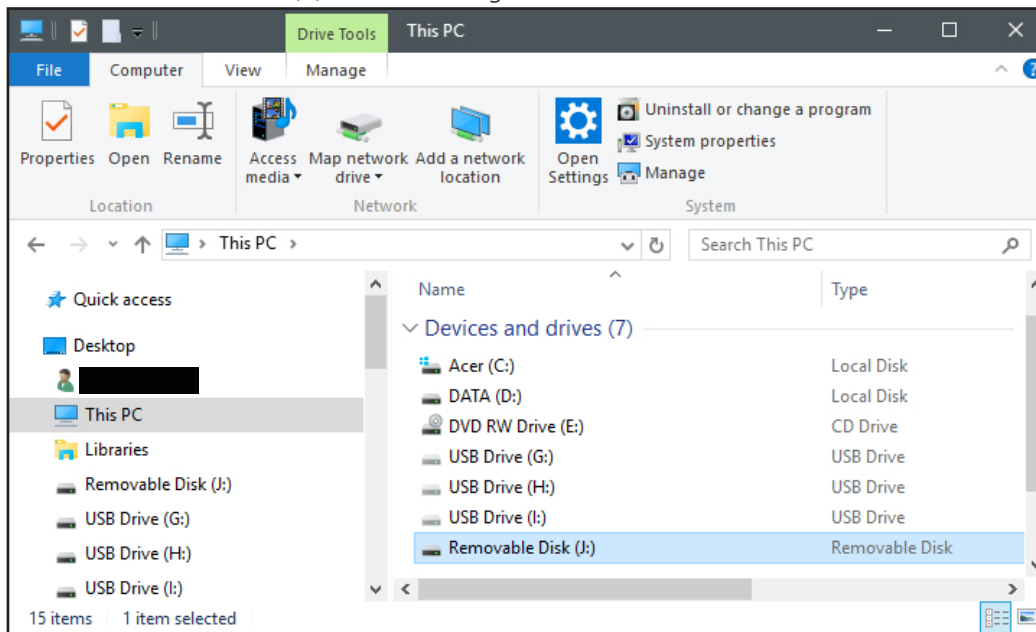 Drive Tools This PC
File Computer View Manage
Properties Open Rename Access media Map network drive Add a network location Open Settings
Uninstall or change a program
System properties
Manage
Location Network System
This PC Search This PC
Quick access
Desktop
This PC
Libraries
Removable Disk (J:)
USB Drive (G:)
USB Drive (H:)
USB Drive (I:)
Name Type
Devices and drives (7)
Acer (C:) Local Disk
DATA (D:) Local Disk
DVD RW Drive (E:) CD Drive
USB Drive (G:) USB Drive
USB Drive (H:) USB Drive
USB Drive (I:) USB Drive
Removable Disk (J:) Removable Disk
15 items 1 item selected